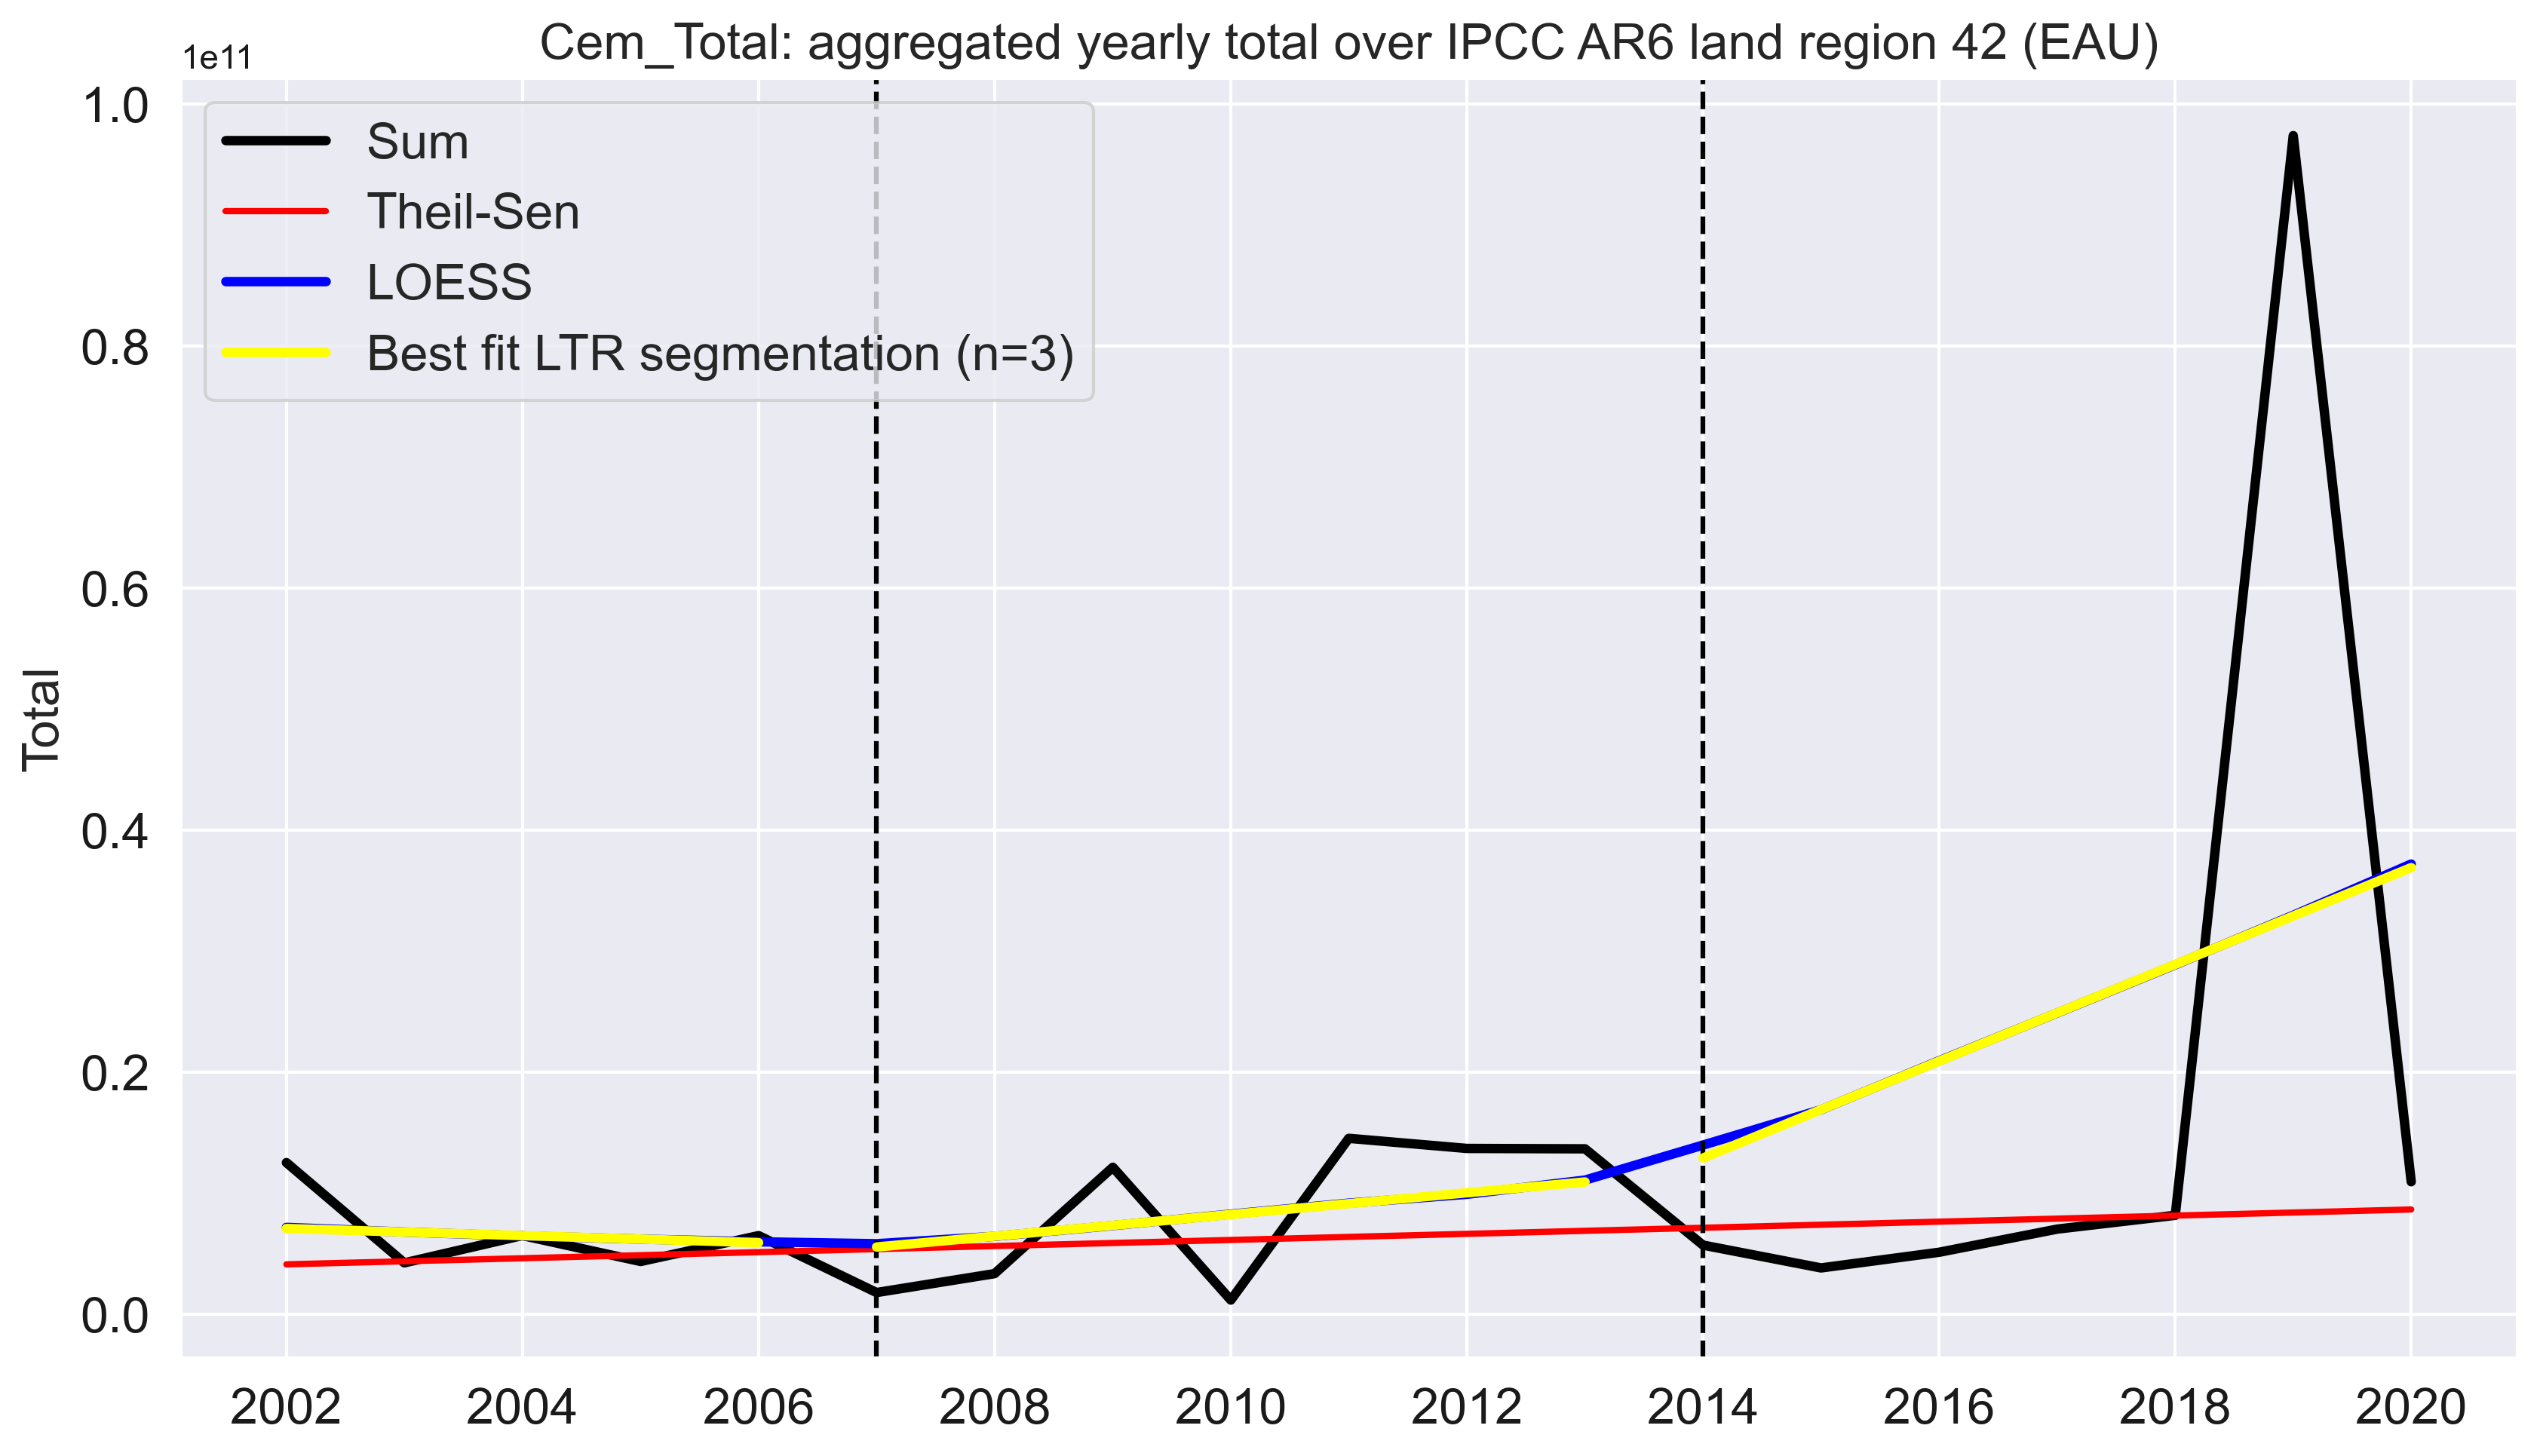 Cem_Total: aggregated yearly total over IPCC AR6 land region 42 (EAU)
1e11
1.0
0.8
0.6
0.4
0.2
0.0
Total
Sum
Theil-Sen
LOESS
Best fit LTR segmentation (n=3)
2002 2004 2006 2008 2010 2012 2014 2016 2018 2020